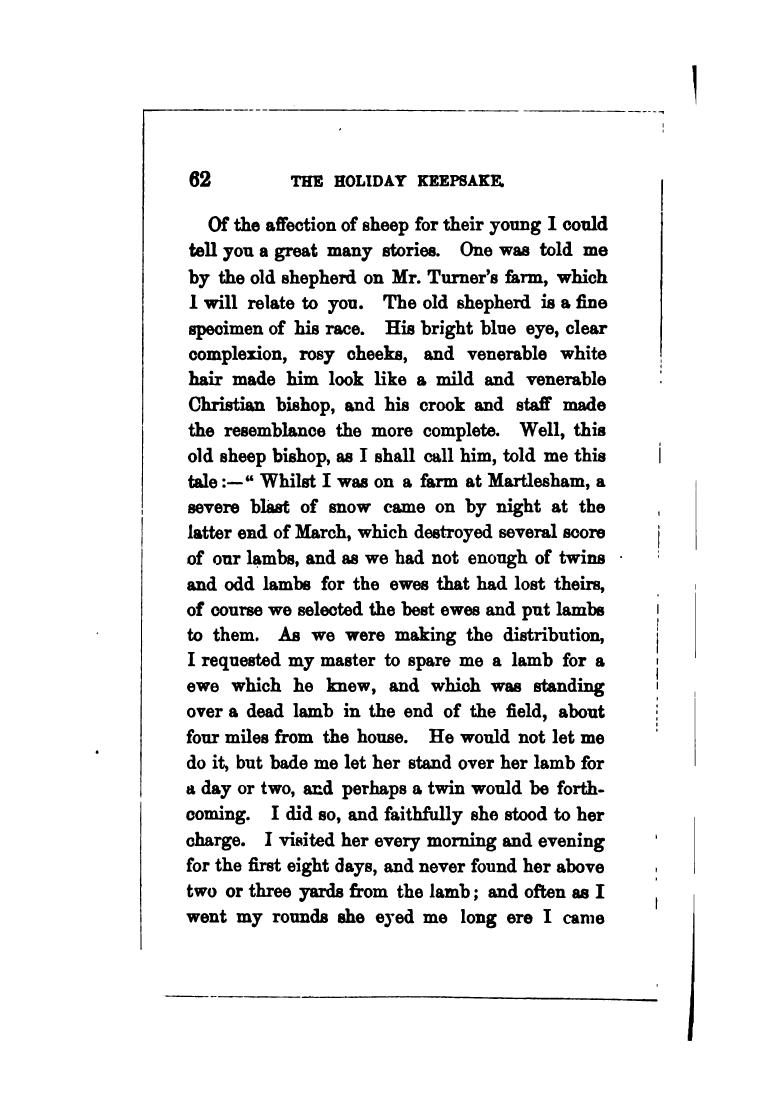 62 THE HOLIDAY KEEPSAKE.
Of the affection of sheep for their young I could
tell you a great many stories. One was told me
by the old shepherd on Mr. Turner's farm, which
I will relate to you. The old shepherd is a fine
specimen of his race. His bright blue eye, clear
complexion, rosy cheeks, and venerable white
hair made him look like a mild and venerable
Christian bishop, and his crook and staff made
the resemblance the more complete. Well, this
old sheep bishop, as I shall call him, told me this
tale:—“ Whilst I was on a farm at Martlesham, a
severe blast of snow came on by night at the
latter end of March, which destroyed several score
of our lambs, and as we had not enough of twins
and odd lambs for the ewes that had lost theirs,
of course we selected the best ewes and put lambs
to them. As we were making the distribution,
I requested my master to spare me a lamb for a
ewe which he knew, and which was standing
over a dead lamb in the end of the field, about
four miles from the house. He would not let me
do it, but bade me let her stand over her lamb for
a day or two, and perhaps a twin would be forth-
coming. I did so, and faithfully she stood to her
charge. I visited her every morning and evening
for the first eight days, and never found her above
two or three yards from the lamb; and often as I
went my rounds she eyed me long ere I came